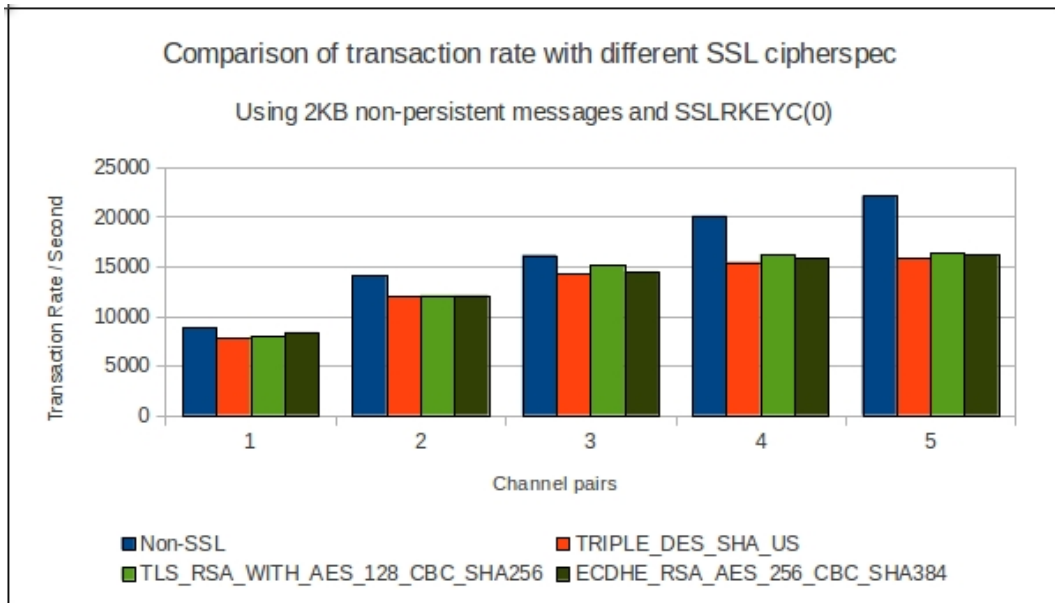 Comparison of transaction rate with different SSL cipherspec
Using 2KB non-persistent messages and SSLRKEYC(0)
Transaction Rate / Second
25000
20000
15000
10000
5000
0
1 2 3 4 5
Channel pairs
Non-SSL TRIPLE_DES_SHA_US
TLS_RSA_WITH_AES_128_CBC_SHA256 ECDHE_RSA_AES_256_CBC_SHA384